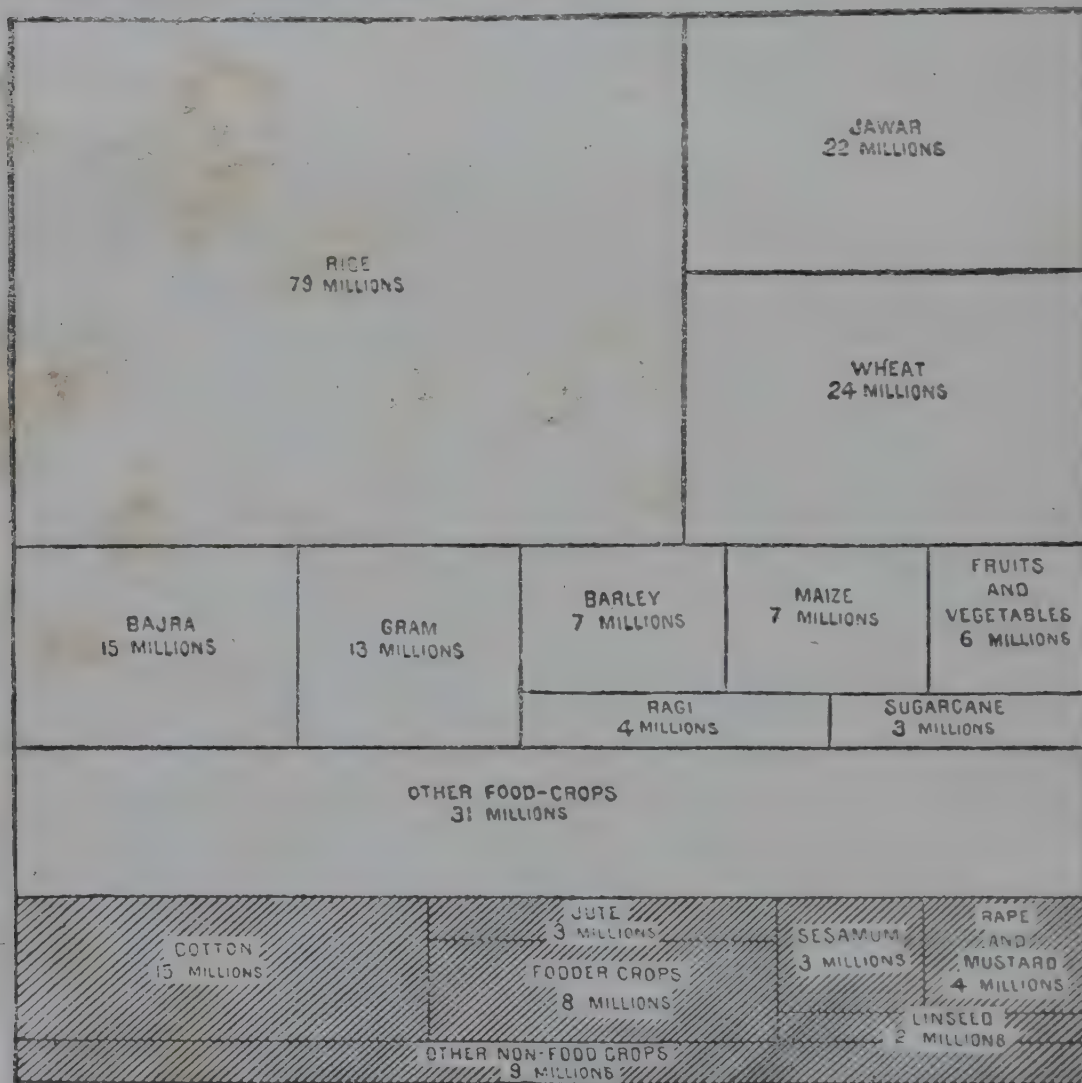 RICE
79 MILLIONS
JAWAR
22 MILLIONS
WHEAT
24 MILLIONS
BAJRA
15 MILLIONS
GRAM
13 MILLIONS
BARLEY
7 MILLIONS
MAIZE
7 MILLIONS
FRUITS
AND
VEGETABLES
6 MILLIONS
RAGI
4 MILLIONS
SUGARCANE
3 MILLIONS
OTHER FOOD-CROPS
31 MILLIONS
COTTON
15 MILLIONS
JUTE
3 MILLIONS
FODDER CROPS
8 MILLIONS
SESAMUM
3 MILLIONS
RAPE
AND
MUSTARD
4 MILLIONS
LINSEED
2 MILLIONS
OTHER NON-FOOD CROPS
9 MILLIONS